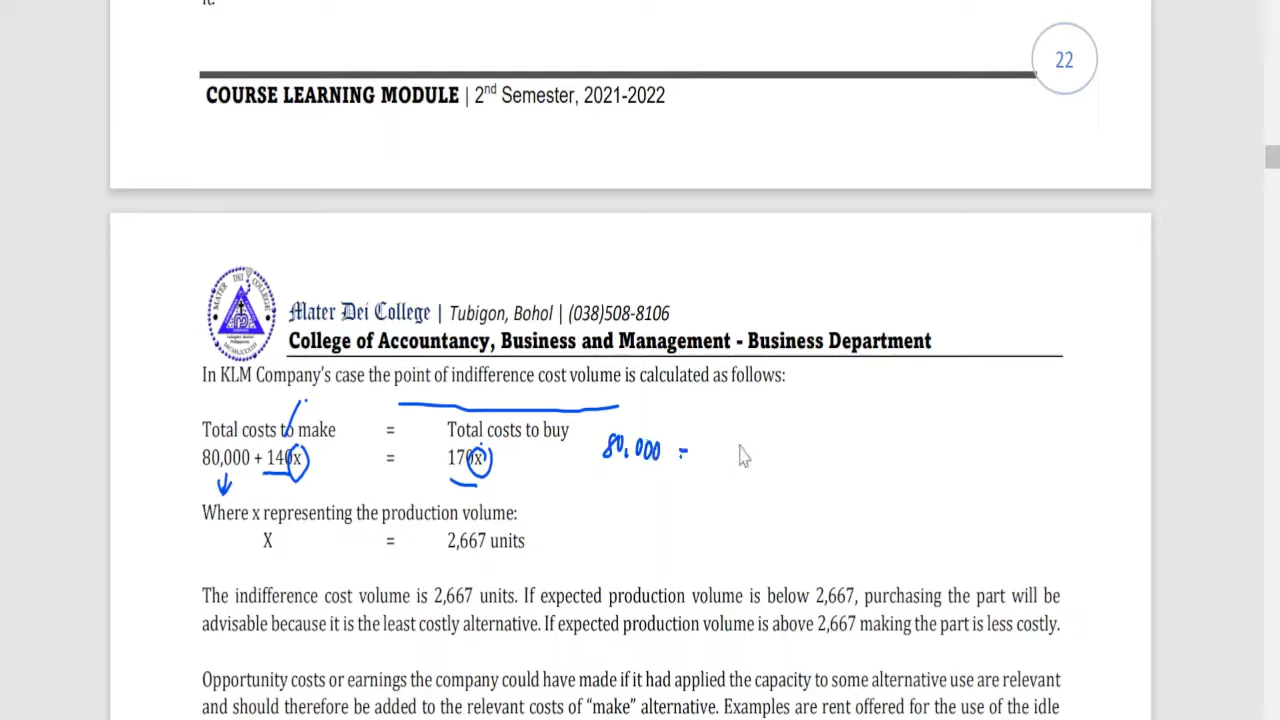 it.
22
COURSE LEARNING MODULE | 2nd Semester, 2021-2022
MATER DEI COLLEGE
Mater Dei College | Tubigon, Bohol | (038)508-8106
College of Accountancy, Business and Management - Business Department
In KLM Company's case the point of indifference cost volume is calculated as follows:
Total costs to make = Total costs to buy
80,000 + 140x = 170x
80,000 =
Where x representing the production volume:
X = 2,667 units
The indifference cost volume is 2,667 units. If expected production volume is below 2,667, purchasing the part will be
advisable because it is the least costly alternative. If expected production volume is above 2,667 making the part is less costly.
Opportunity costs or earnings the company could have made if it had applied the capacity to some alternative use are relevant
and should therefore be added to the relevant costs of “make” alternative. Examples are rent offered for the use of the idle